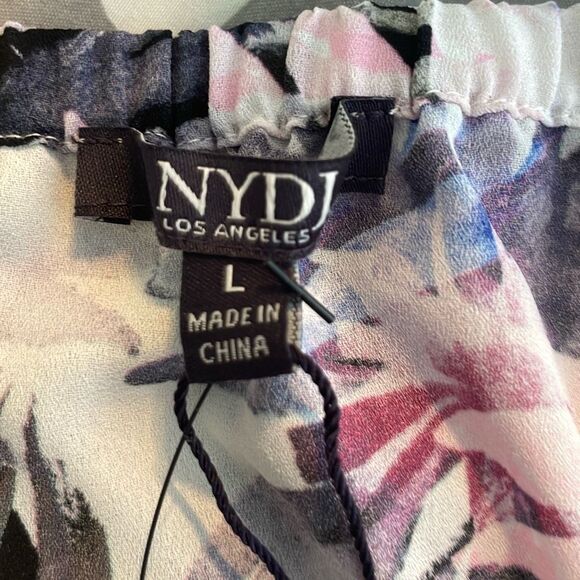 NYDJ
LOS ANGELES
L
MADE IN
CHINA